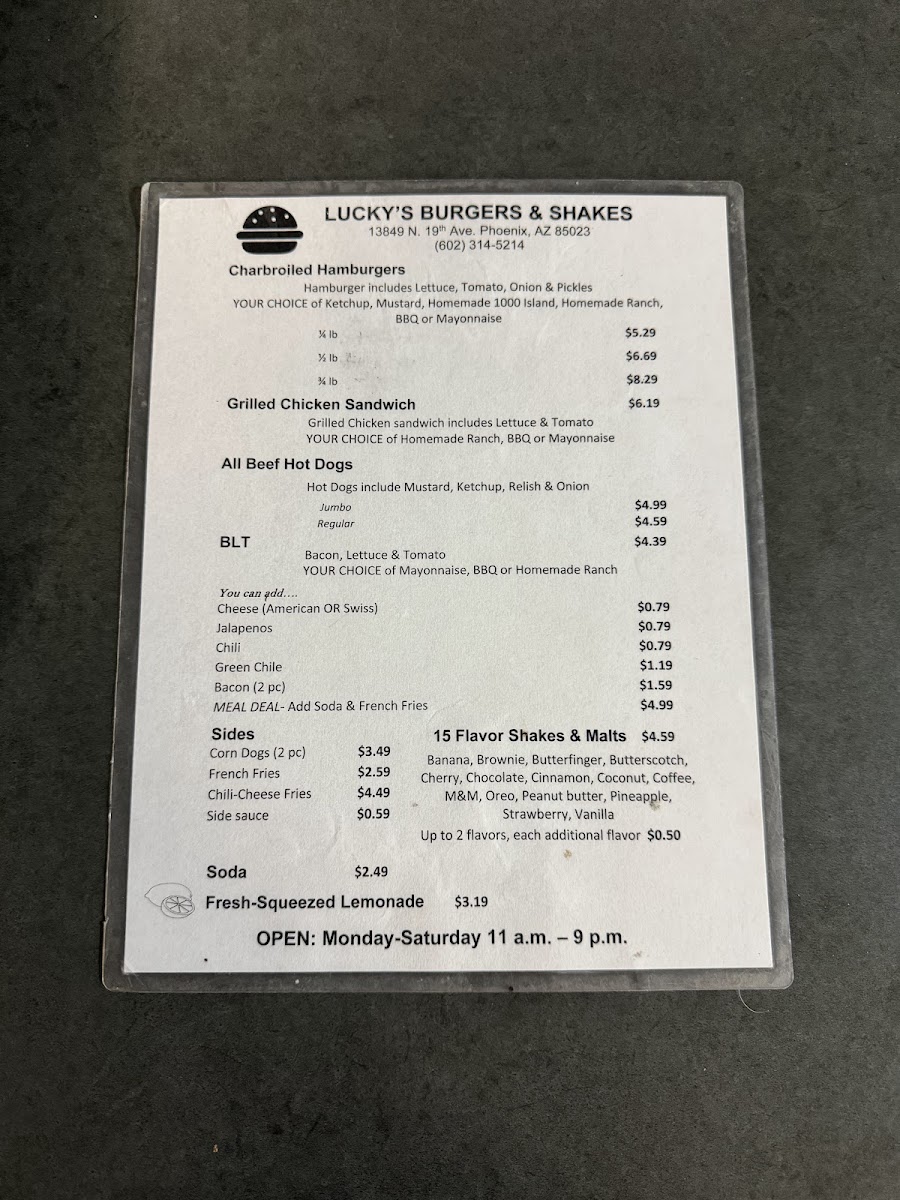 LUCKY'S BURGERS & SHAKES
13849 N. 19th Ave. Phoenix, AZ 85023
(602) 314-5214
Charbroiled Hamburgers
Hamburger includes Lettuce, Tomato, Onion & Pickles
YOUR CHOICE of Ketchup, Mustard, Homemade 1000 Island, Homemade Ranch,
BBQ or Mayonnaise
¼ lb $5.29
½ lb $6.69
¾ lb $8.29
Grilled Chicken Sandwich $6.19
Grilled Chicken sandwich includes Lettuce & Tomato
YOUR CHOICE of Homemade Ranch, BBQ or Mayonnaise
All Beef Hot Dogs
Hot Dogs include Mustard, Ketchup, Relish & Onion
Jumbo $4.99
Regular $4.59
BLT $4.39
Bacon, Lettuce & Tomato
YOUR CHOICE of Mayonnaise, BBQ or Homemade Ranch
You can add....
Cheese (American OR Swiss) $0.79
Jalapenos $0.79
Chili $0.79
Green Chile $1.19
Bacon (2 pc) $1.59
MEAL DEAL- Add Soda & French Fries $4.99
Sides
Corn Dogs (2 pc) $3.49
French Fries $2.59
Chili-Cheese Fries $4.49
Side sauce $0.59
15 Flavor Shakes & Malts $4.59
Banana, Brownie, Butterfinger, Butterscotch,
Cherry, Chocolate, Cinnamon, Coconut, Coffee,
M&M, Oreo, Peanut butter, Pineapple,
Strawberry, Vanilla
Up to 2 flavors, each additional flavor $0.50
Soda $2.49
Fresh-Squeezed Lemonade $3.19
OPEN: Monday-Saturday 11 a.m. – 9 p.m.